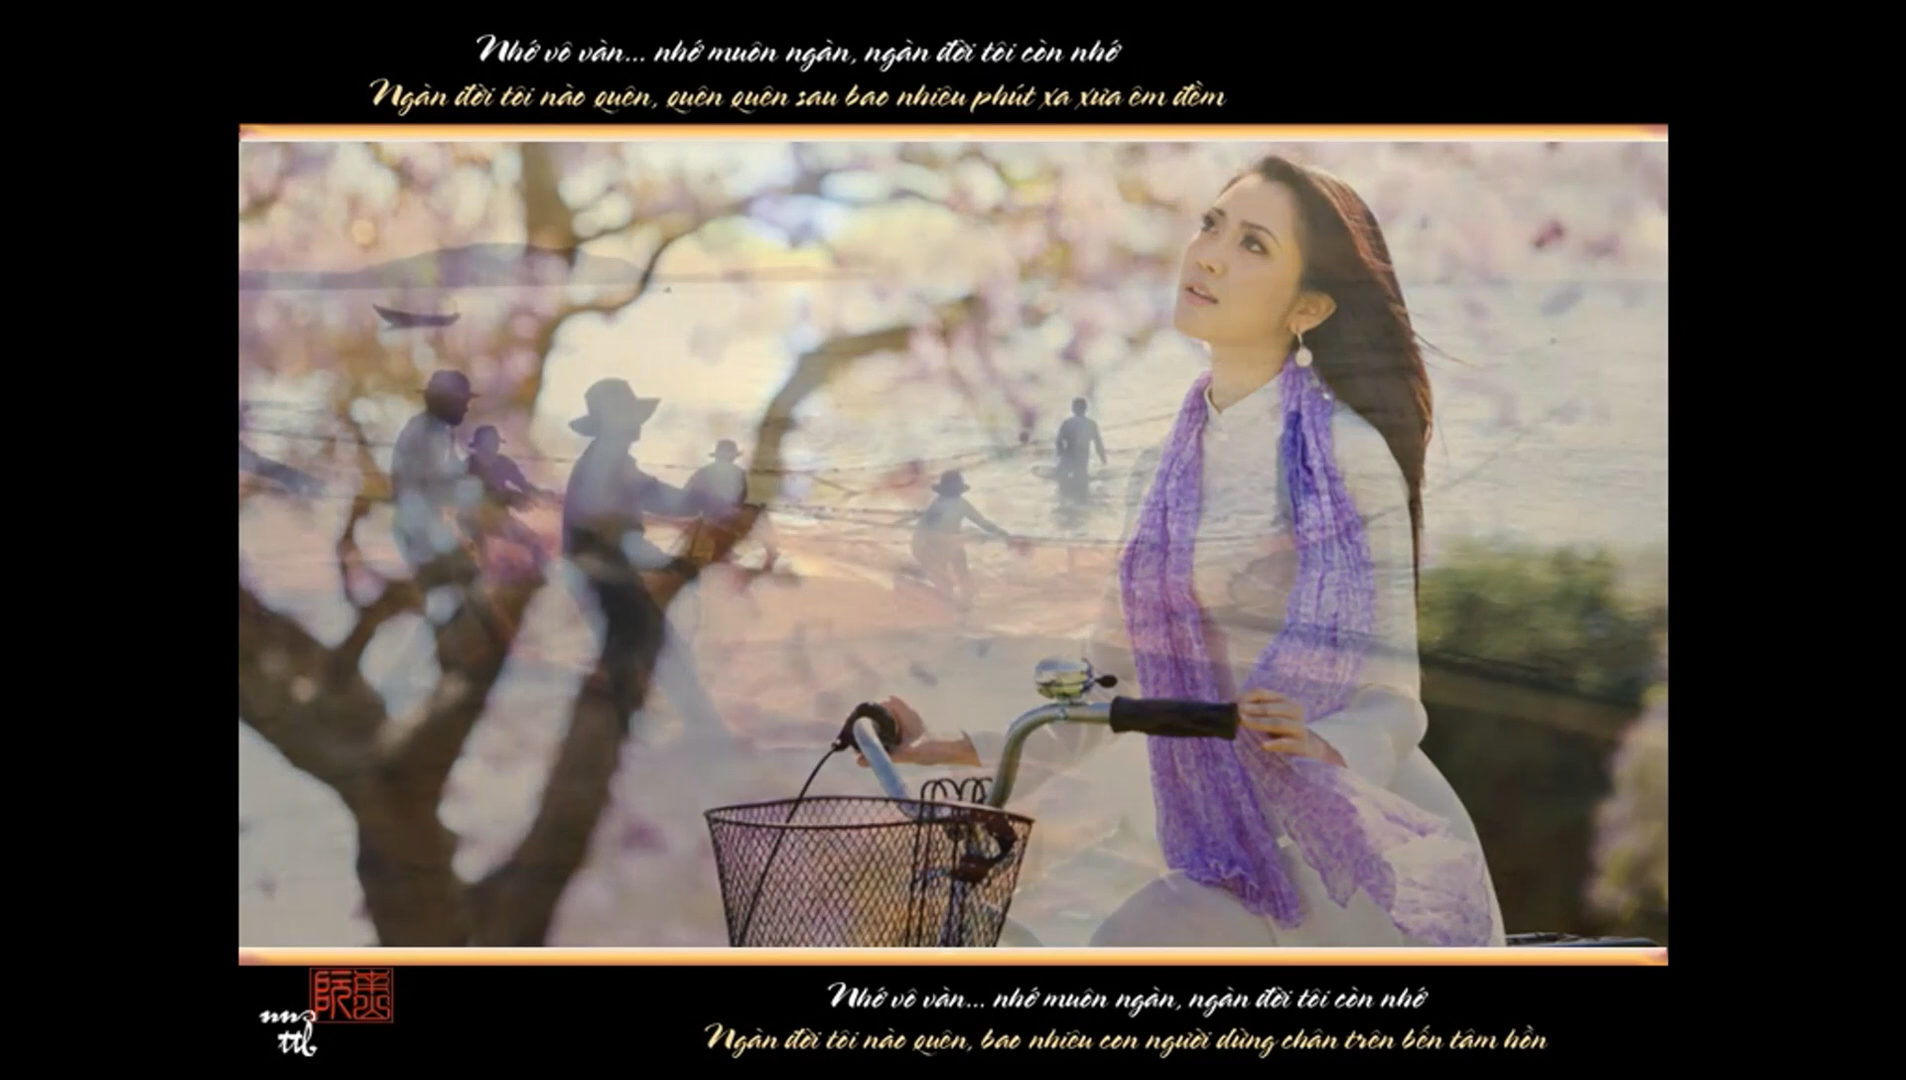 Nhớ vô vàn... nhớ muôn ngàn, ngàn đời tôi còn nhớ
Ngàn đời tôi nào quên, quên quên sau bao nhiêu phút xa xưa êm đềm
Nhớ vô vàn... nhớ muôn ngàn, ngàn đời tôi còn nhớ
Ngàn đời tôi nào quên, bao nhiêu con người dừng chân trên bến tâm hồn
ttb